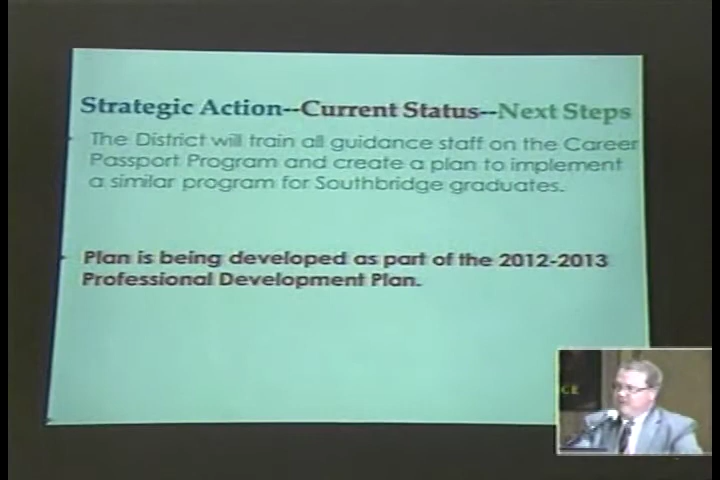 Strategic Action--Current Status--Next Steps
The District will train all guidance staff on the Career
Passport Program and create a plan to implement
a similar program for Southbridge graduates.
Plan is being developed as part of the 2012-2013
Professional Development Plan.
CE